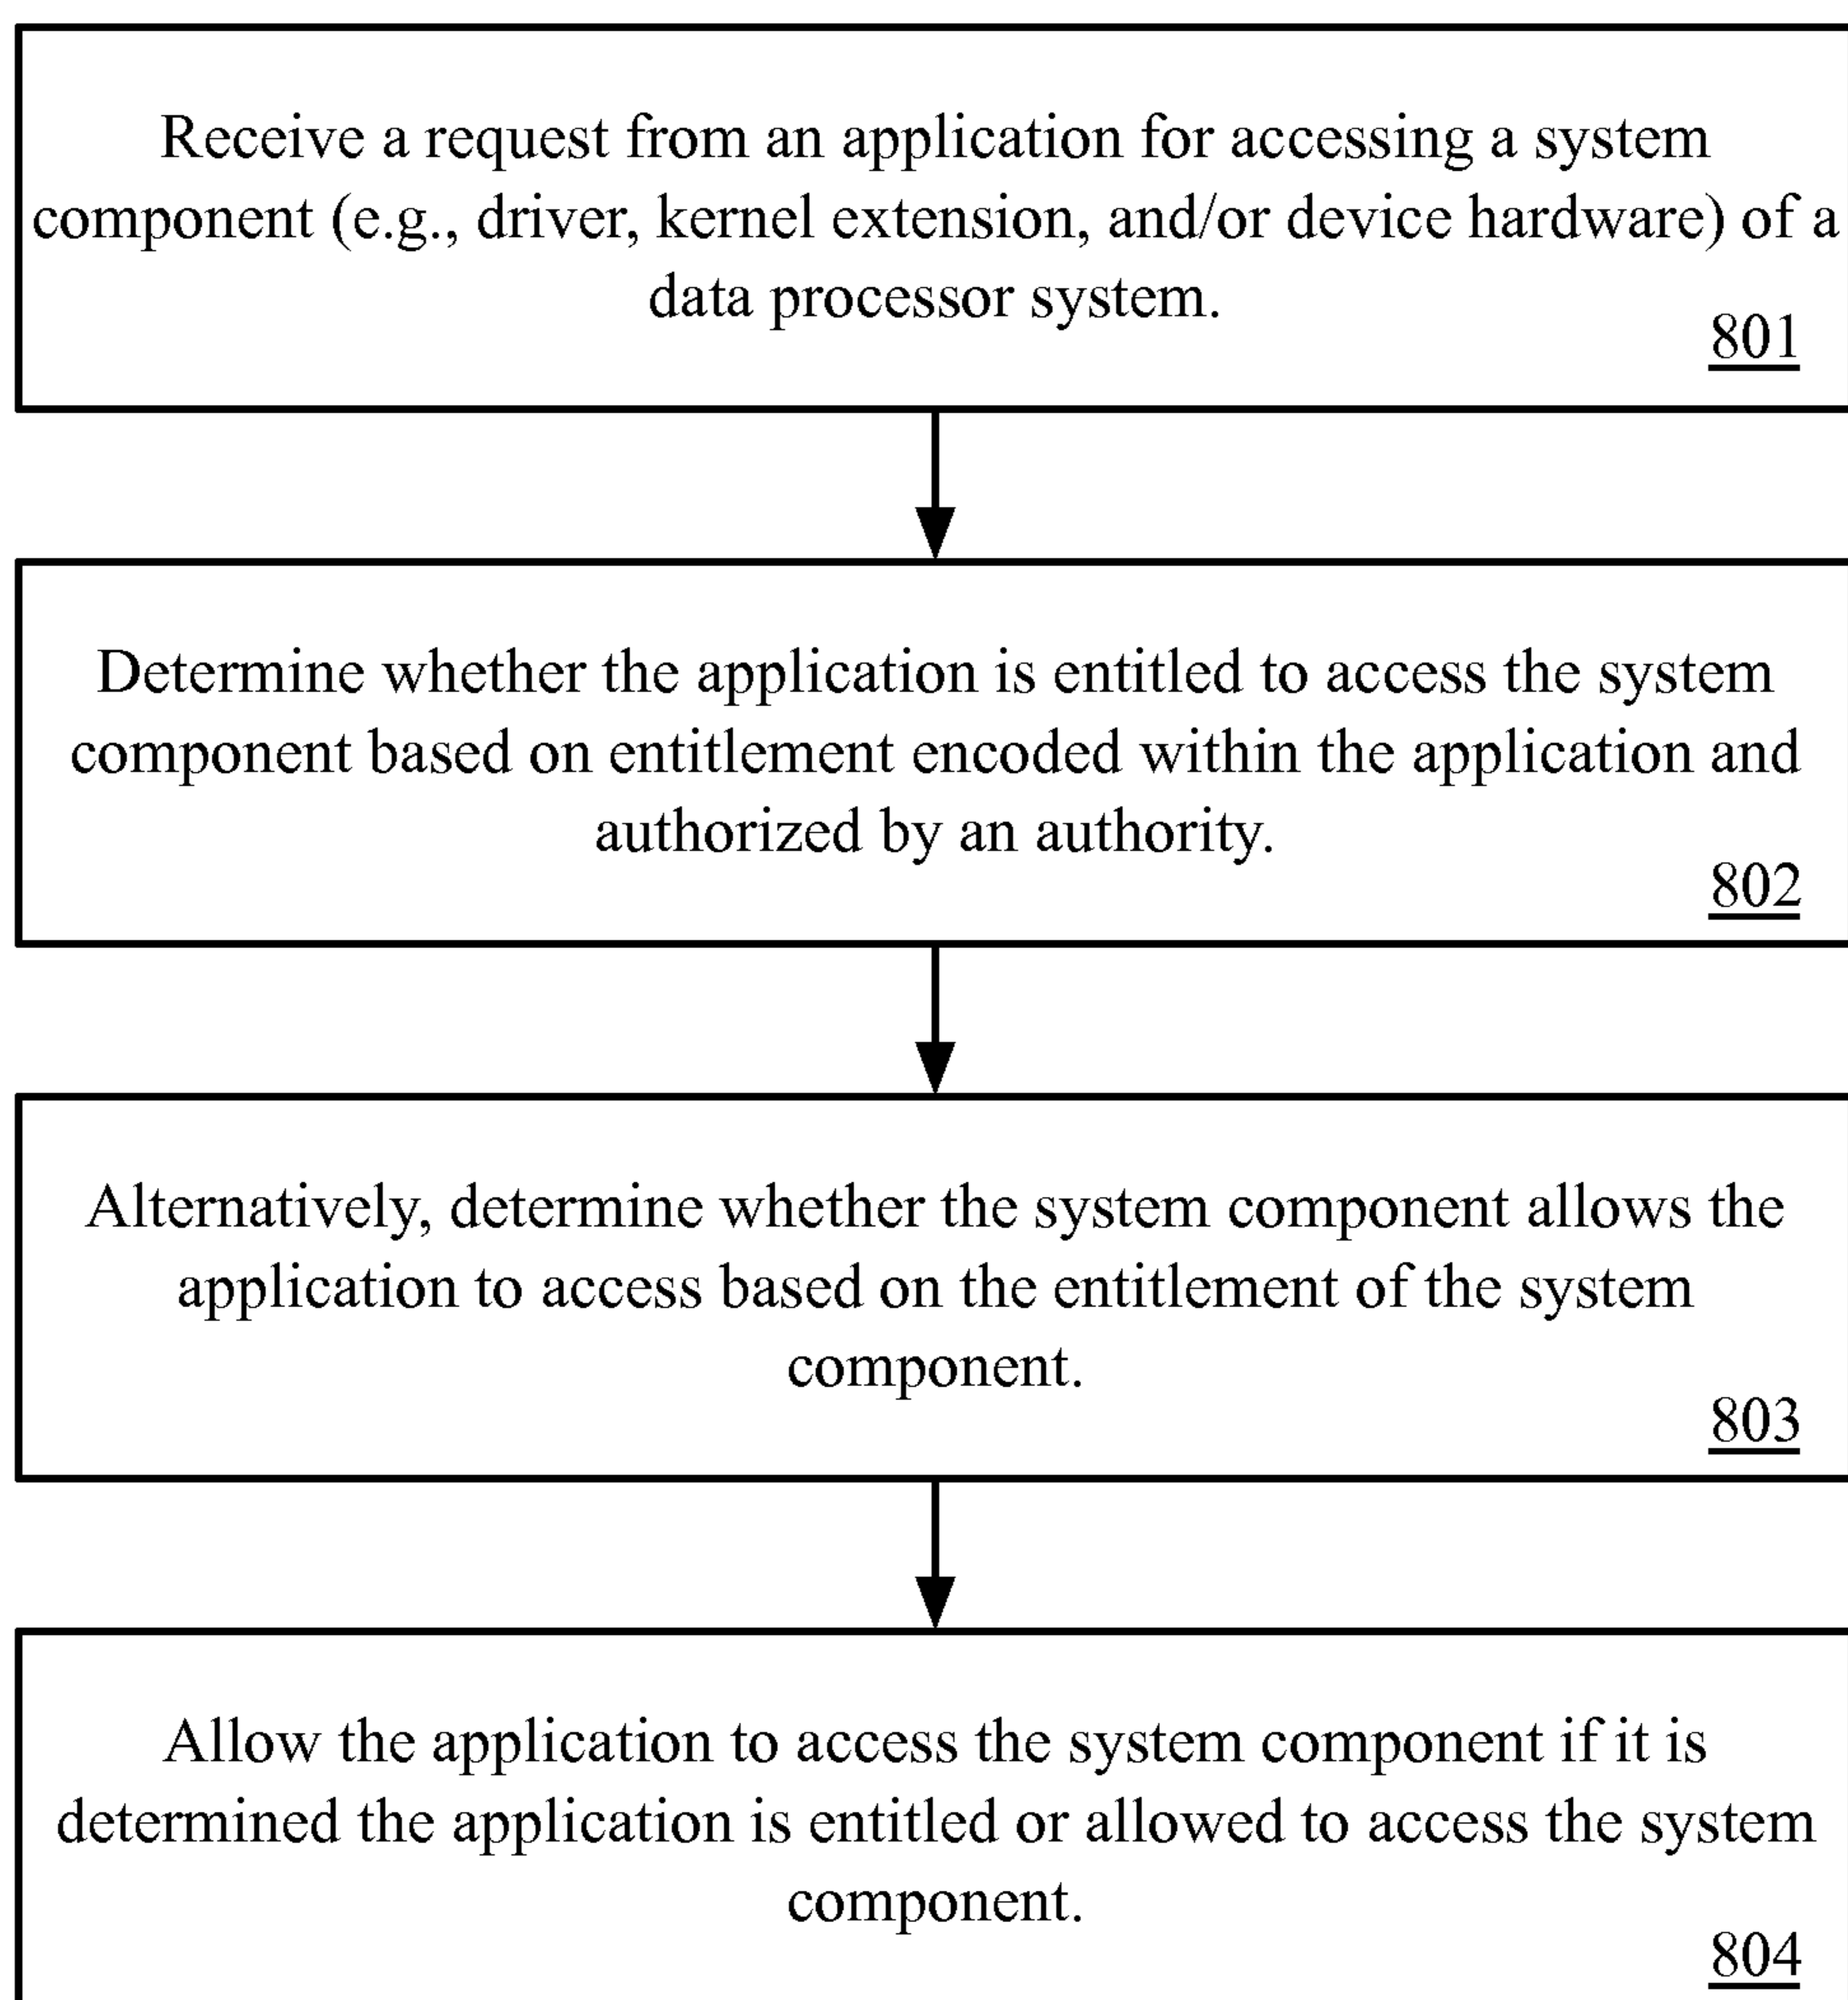 Receive a request from an application for accessing a system
component (e.g., driver, kernel extension, and/or device hardware) of a
data processor system.
801
Determine whether the application is entitled to access the system
component based on entitlement encoded within the application and
authorized by an authority.
802
Alternatively, determine whether the system component allows the
application to access based on the entitlement of the system
component.
803
Allow the application to access the system component if it is
determined the application is entitled or allowed to access the system
component.
804